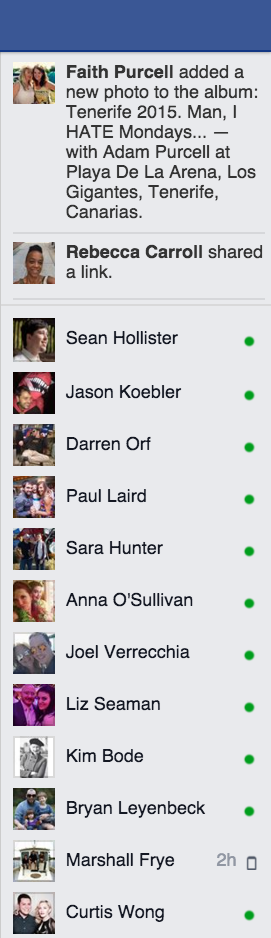 Faith Purcell added a
new photo to the album:
Tenerife 2015. Man, I
HATE Mondays... —
with Adam Purcell at
Playa De La Arena, Los
Gigantes, Tenerife,
Canarias.
Rebecca Carroll shared
a link.
Sean Hollister
Jason Koebler
Darren Orf
Paul Laird
Sara Hunter
Anna O'Sullivan
Joel Verrecchia
Liz Seaman
Kim Bode
Bryan Leyenbeck
Marshall Frye 2h
Curtis Wong